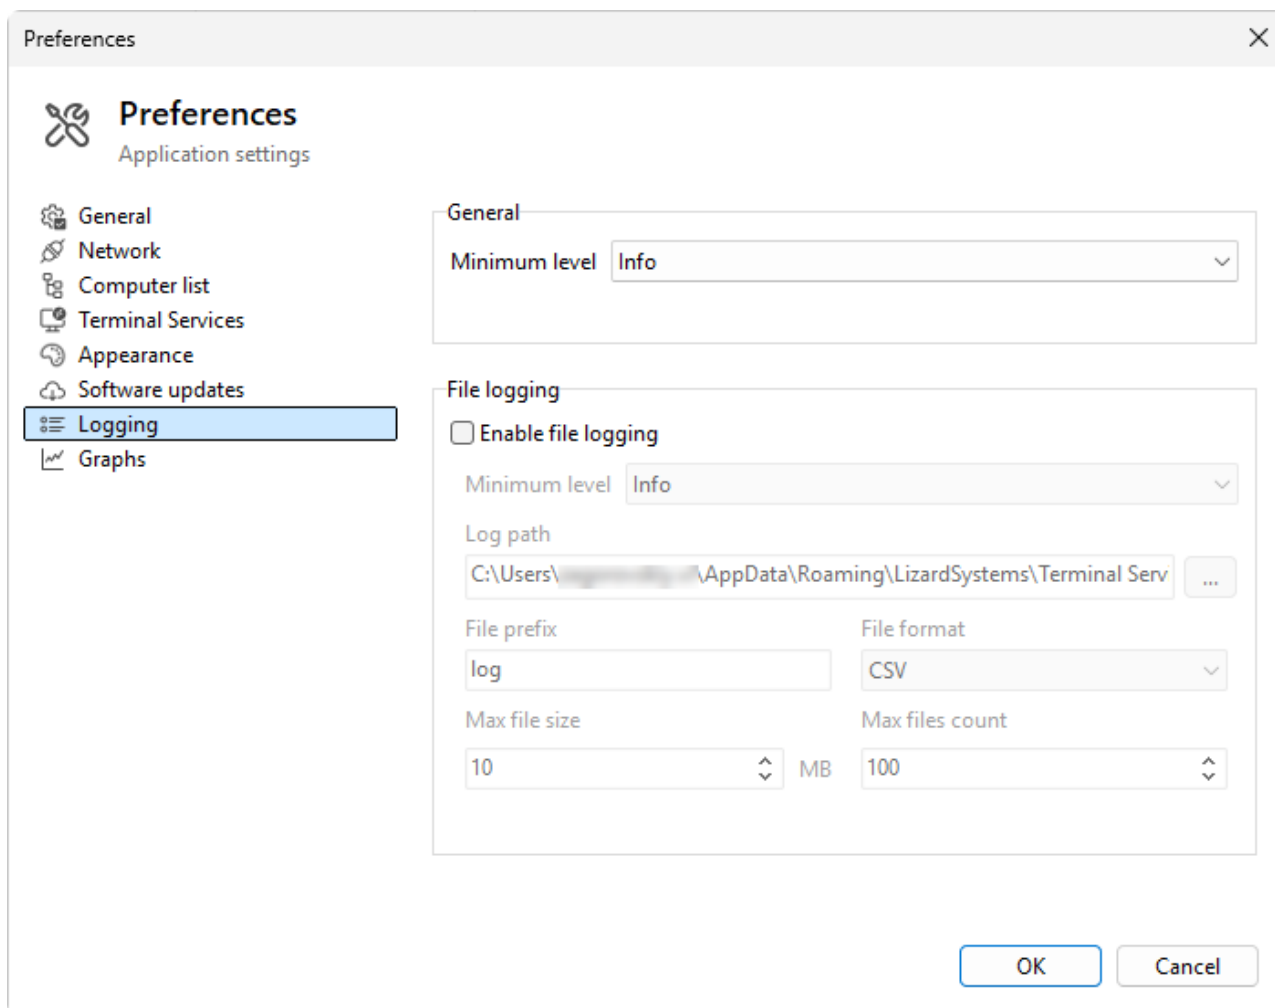 Preferences
Preferences
Application settings
General
Network
Computer list
Terminal Services
Appearance
Software updates
Logging
Graphs
General
Minimum level Info
File logging
Enable file logging
Minimum level Info
Log path
C:\Users\ \AppData\Roaming\LizardSystems\Terminal Serv
...
File prefix File format
log CSV
Max file size Max files count
10 MB 100
OK Cancel